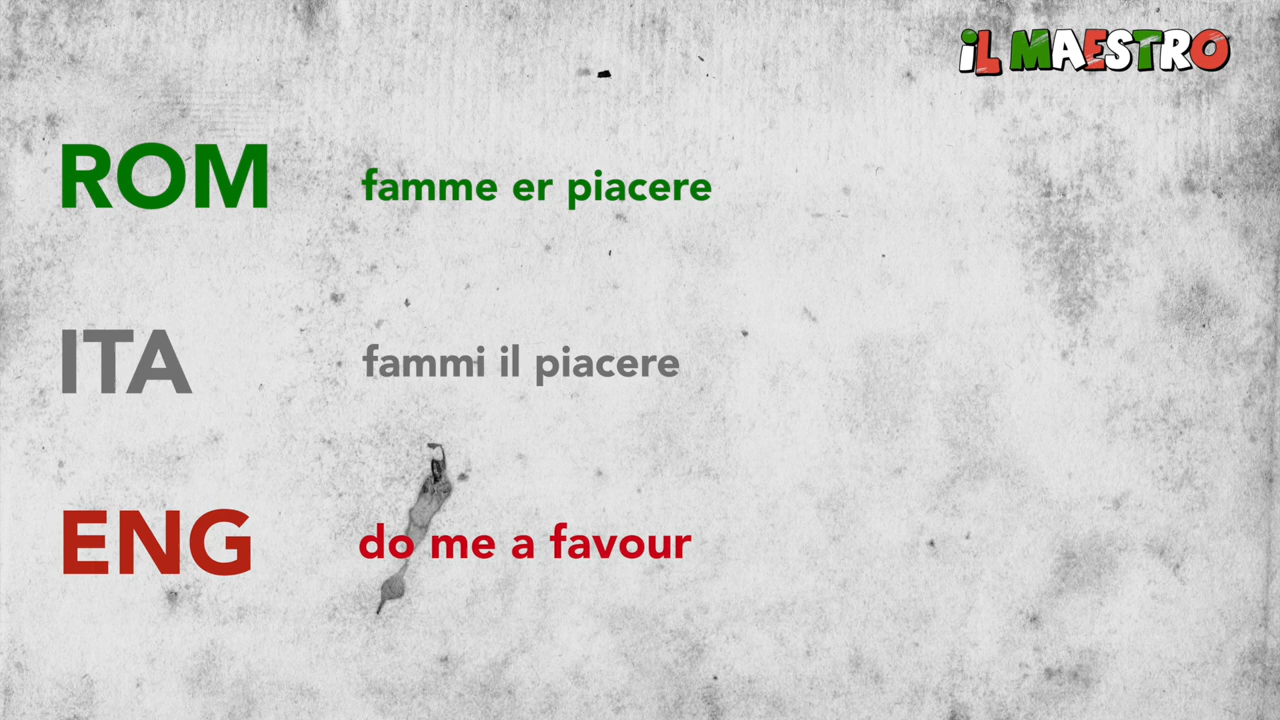 iL MAESTRO
ROM famme er piacere
ITA fammi il piacere
ENG do me a favour